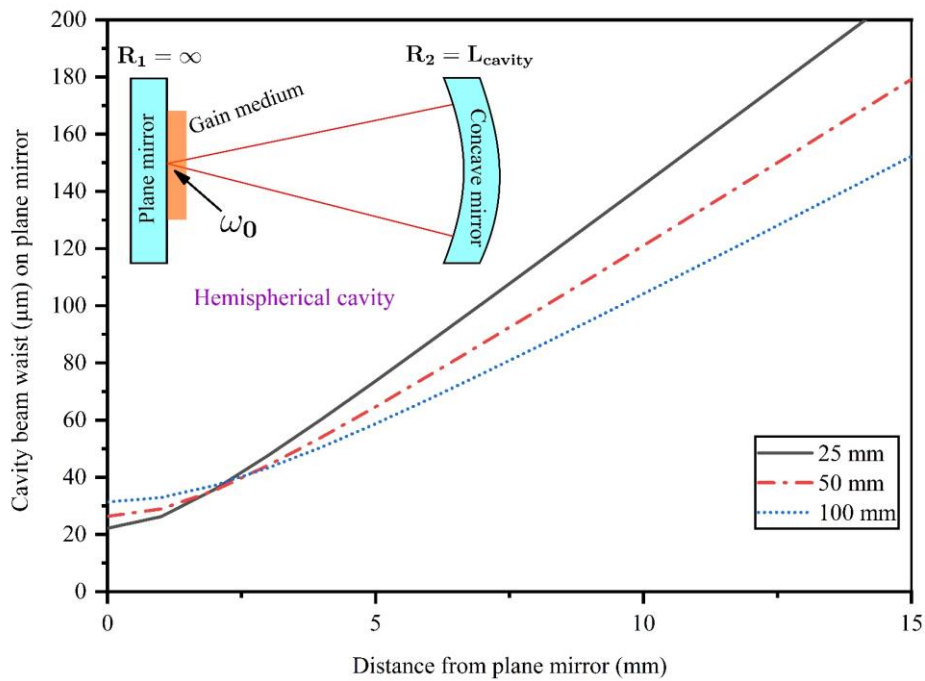 200
180
160
140
120
100
80
60
40
20
0
Cavity beam waist (μm) on plane mirror
R₁ = ∞
R₂ = L_cavity
Plane mirror
Gain medium
ω₀
Concave mirror
Hemispherical cavity
25 mm
50 mm
100 mm
0
5
10
15
Distance from plane mirror (mm)